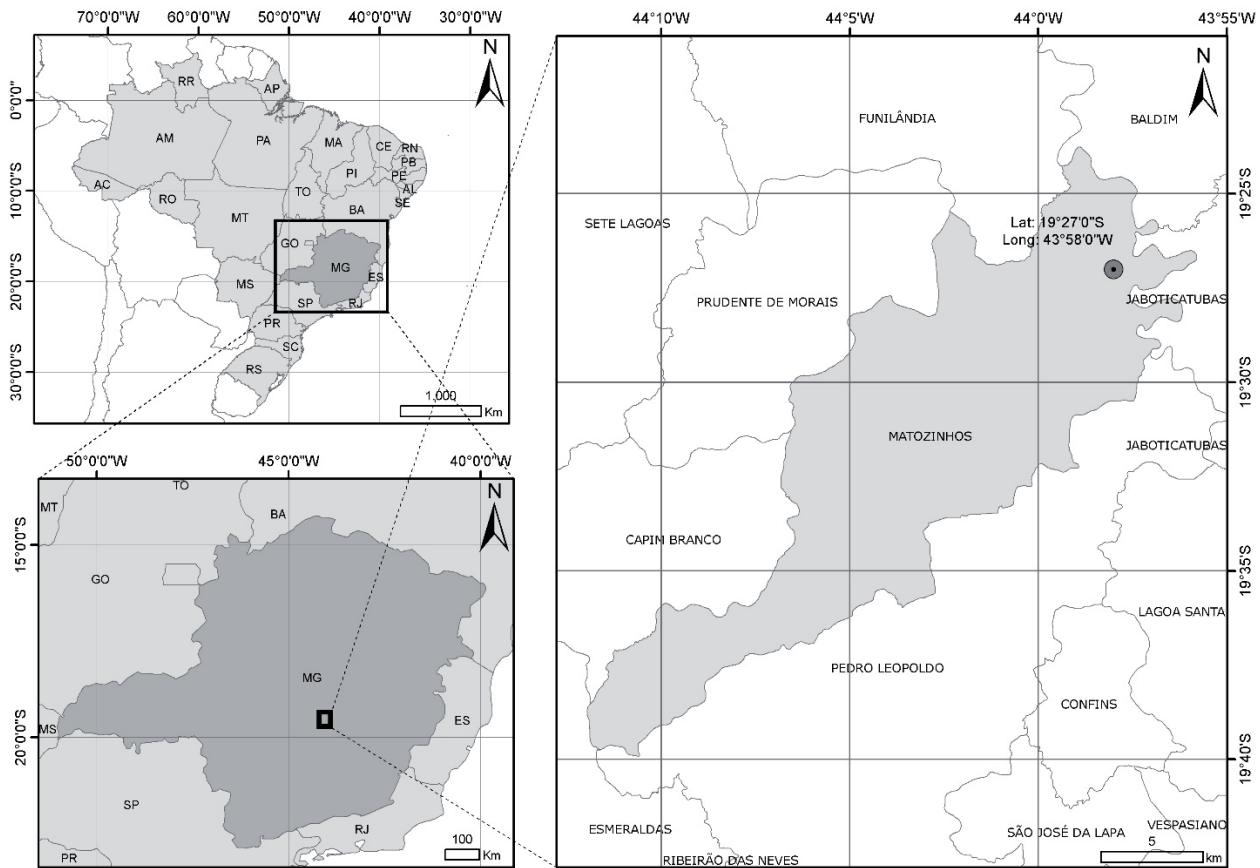 70°0'0"W 60°0'0"W 50°0'0"W 40°0'0"W 30°0'0"W
N
0°0'0"
10°0'0"S
20°0'0"S
30°0'0"S
RR
AP
AM
PA
MA
CE
RN
PB
PI
PE
AC
AL
TO
SE
RO
BA
MT
GO
MG
MS
ES
SP
RJ
PR
SC
RS
1,000
Km
50°0'0"W 45°0'0"W 40°0'0"W
N
TO
MT
BA
15°0'0"S
GO
MG
MS
ES
20°0'0"S
SP
RJ
PR
100
Km
44°10'W 44°5'W 44°0'W 43°55'W
N
FUNILÂNDIA
BALDIM
19°25'S
SETE LAGOAS
Lat: 19°27'0"S
Long: 43°58'0"W
PRUDENTE DE MORAIS
JABOTICATUBAS
19°30'S
MATOZINHOS
JABOTICATUBAS
CAPIM BRANCO
19°35'S
LAGOA SANTA
PEDRO LEOPOLDO
CONFINS
19°40'S
ESMERALDAS
SÃO JOSÉ DA LAPA
VESPASIANO
RIBEIRÃO DAS NEVES
5
km